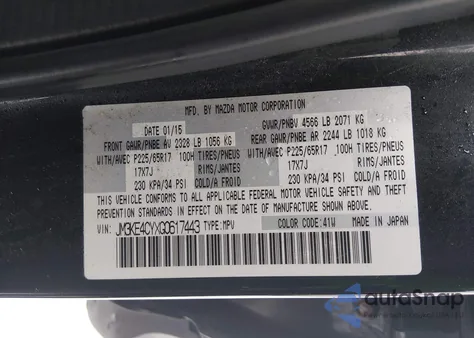 MFD. BY MAZDA MOTOR CORPORATION
DATE 01/15 GVWR/PNBV 4566 LB 2071 KG
FRONT GAWR/PNBE AV 2328 LB 1056 KG REAR GAWR/PNBE AR 2244 LB 1018 KG
WITH/AVEC P225/65R17 100H TIRES/PNEUS WITH/AVEC P225/65R17 100H TIRES/PNEUS
17X7J RIMS/JANTES 17X7J RIMS/JANTES
230 KPA/34 PSI COLD/A FROID 230 KPA/34 PSI COLD/A FROID
THIS VEHICLE CONFORMS TO ALL APPLICABLE FEDERAL MOTOR VEHICLE SAFETY AND THEFT
PREVENTION STANDARDS IN EFFECT ON THE DATE OF MANUFACTURE SHOWN ABOVE.
VIN: JM3KE4CYXG0617443 TYPE:MPV COLOR CODE:41W MADE IN JAPAN
autoSnap